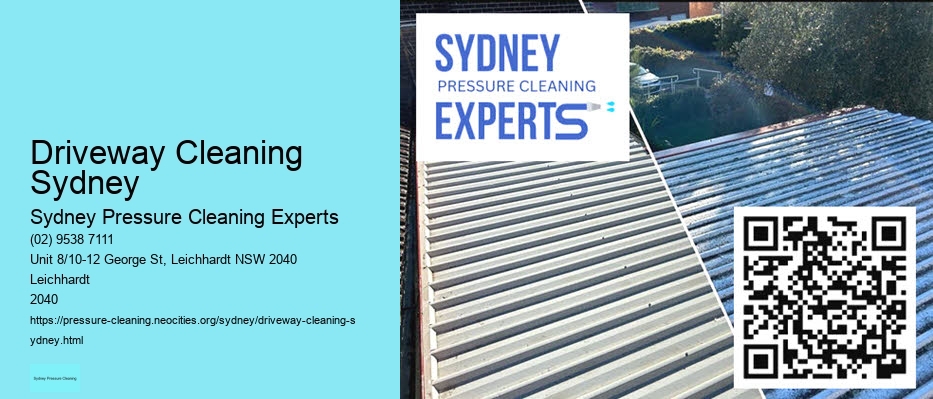 Driveway Cleaning
Sydney
Sydney Pressure Cleaning Experts
(02) 9538 7111
Unit 8/10-12 George St, Leichhardt NSW 2040
Leichhardt
2040
https://pressure-cleaning.neocities.org/sydney/driveway-cleaning-s
ydney.html
Sydney Pressure Cleaning
SYDNEY
PRESSURE CLEANING
EXPERTS